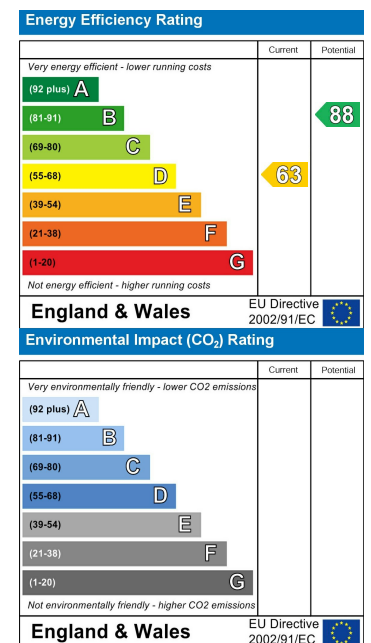 Energy Efficiency Rating
Current Potential
Very energy efficient - lower running costs
(92 plus) A
(81-91) B
88
(69-80) C
(55-68) D
63
(39-54) E
(21-38) F
(1-20) G
Not energy efficient - higher running costs
England & Wales
EU Directive
2002/91/EC
Environmental Impact (CO₂) Rating
Current Potential
Very environmentally friendly - lower CO2 emissions
(92 plus) A
(81-91) B
(69-80) C
(55-68) D
(39-54) E
(21-38) F
(1-20) G
Not environmentally friendly - higher CO2 emissions
England & Wales
EU Directive
2002/91/EC